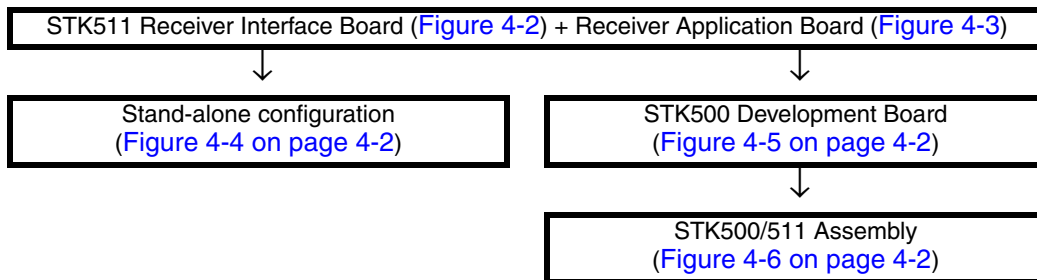 STK511 Receiver Interface Board (Figure 4-2) + Receiver Application Board (Figure 4-3)
Stand-alone configuration
(Figure 4-4 on page 4-2)
STK500 Development Board
(Figure 4-5 on page 4-2)
STK500/511 Assembly
(Figure 4-6 on page 4-2)